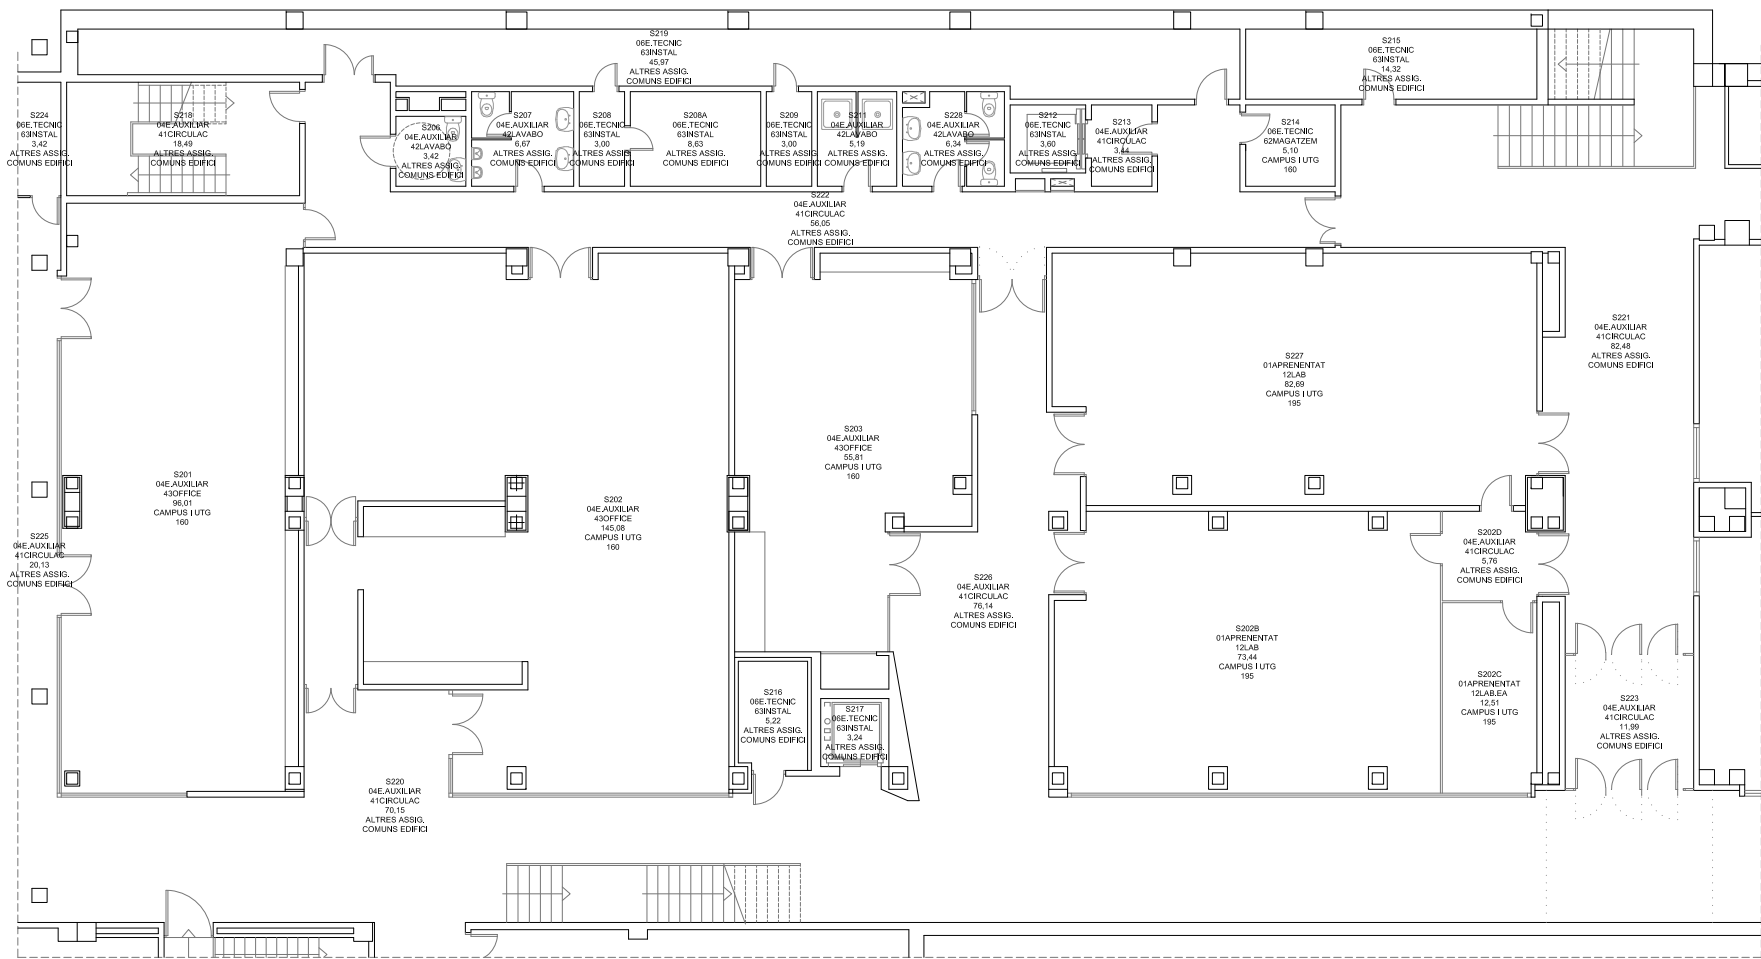 S219
06E.TECNIC
63INSTAL
45,97
ALTRES ASSIG.
COMUNS EDIFICI
S215
06E.TECNIC
63INSTAL
14,32
ALTRES ASSIG.
COMUNS EDIFICI
S224
06E.TECNIC
63INSTAL
3,42
ALTRES ASSIG.
COMUNS EDIFICI
S218
04E.AUXILIAR
41CIRCULAC
18,49
ALTRES ASSIG.
COMUNS EDIFICI
S206
04E.AUXILIAR
42LAVABO
3,42
ALTRES ASSIG.
COMUNS EDIFICI
S207
04E.AUXILIAR
42LAVABO
6,67
ALTRES ASSIG.
COMUNS EDIFICI
S208
06E.TECNIC
63INSTAL
3,00
ALTRES ASSIG.
COMUNS EDIFICI
S208A
06E.TECNIC
63INSTAL
8,63
ALTRES ASSIG.
COMUNS EDIFICI
S209
06E.TECNIC
63INSTAL
3,00
ALTRES ASSIG.
COMUNS EDIFICI
S211
04E.AUXILIAR
42LAVABO
5,19
ALTRES ASSIG.
COMUNS EDIFICI
S228
04E.AUXILIAR
42LAVABO
6,34
ALTRES ASSIG.
COMUNS EDIFICI
S212
06E.TECNIC
63INSTAL
3,60
ALTRES ASSIG.
COMUNS EDIFICI
S213
04E.AUXILIAR
41CIRCULAC
3,44
ALTRES ASSIG.
COMUNS EDIFICI
S214
06E.TECNIC
62MAGATZEM
5,10
CAMPUS I UTG
160
S222
04E.AUXILIAR
41CIRCULAC
56,05
ALTRES ASSIG.
COMUNS EDIFICI
S221
04E.AUXILIAR
41CIRCULAC
82,48
ALTRES ASSIG.
COMUNS EDIFICI
S227
01APRENENTAT
12LAB
82,69
CAMPUS I UTG
195
S203
04E.AUXILIAR
43OFFICE
55,81
CAMPUS I UTG
160
S201
04E.AUXILIAR
43OFFICE
96,01
CAMPUS I UTG
160
S202
04E.AUXILIAR
43OFFICE
145,08
CAMPUS I UTG
160
S225
04E.AUXILIAR
41CIRCULAC
20,13
ALTRES ASSIG.
COMUNS EDIFICI
S202D
04E.AUXILIAR
41CIRCULAC
5,76
ALTRES ASSIG.
COMUNS EDIFICI
S226
04E.AUXILIAR
41CIRCULAC
76,14
ALTRES ASSIG.
COMUNS EDIFICI
S202B
01APRENENTAT
12LAB
73,44
CAMPUS I UTG
195
S202C
01APRENENTAT
12LAB.EA
12,51
CAMPUS I UTG
195
S216
06E.TECNIC
63INSTAL
5,22
ALTRES ASSIG.
COMUNS EDIFICI
S217
06E.TECNIC
63INSTAL
3,24
ALTRES ASSIG.
COMUNS EDIFICI
S223
04E.AUXILIAR
41CIRCULAC
11,99
ALTRES ASSIG.
COMUNS EDIFICI
S220
04E.AUXILIAR
41CIRCULAC
70,15
ALTRES ASSIG.
COMUNS EDIFICI